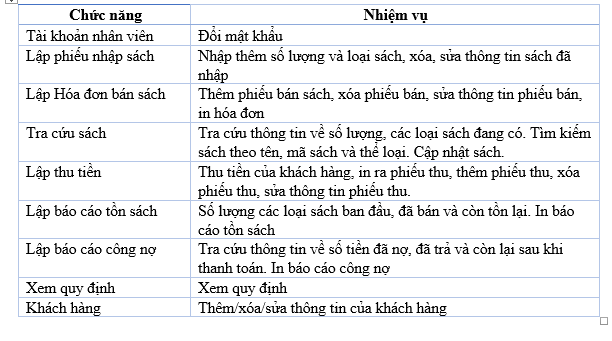 Chức năng Nhiệm vụ
Tài khoản nhân viên Đổi mật khẩu
Lập phiếu nhập sách Nhập thêm số lượng và loại sách, xóa, sửa thông tin sách đã
nhập
Lập Hóa đơn bán sách Thêm phiếu bán sách, xóa phiếu bán, sửa thông tin phiếu bán,
in hóa đơn
Tra cứu sách Tra cứu thông tin về số lượng, các loại sách đang có. Tìm kiếm
sách theo tên, mã sách và thể loại. Cập nhật sách.
Lập thu tiền Thu tiền của khách hàng, in ra phiếu thu, thêm phiếu thu, xóa
phiếu thu, sửa thông tin phiếu thu.
Lập báo cáo tồn sách Số lượng các loại sách ban đầu, đã bán và còn tồn lại. In báo
cáo tồn sách
Lập báo cáo công nợ Tra cứu thông tin về số tiền đã nợ, đã trả và còn lại sau khi
thanh toán. In báo cáo công nợ
Xem quy định Xem quy định
Khách hàng Thêm/xóa/sửa thông tin của khách hàng